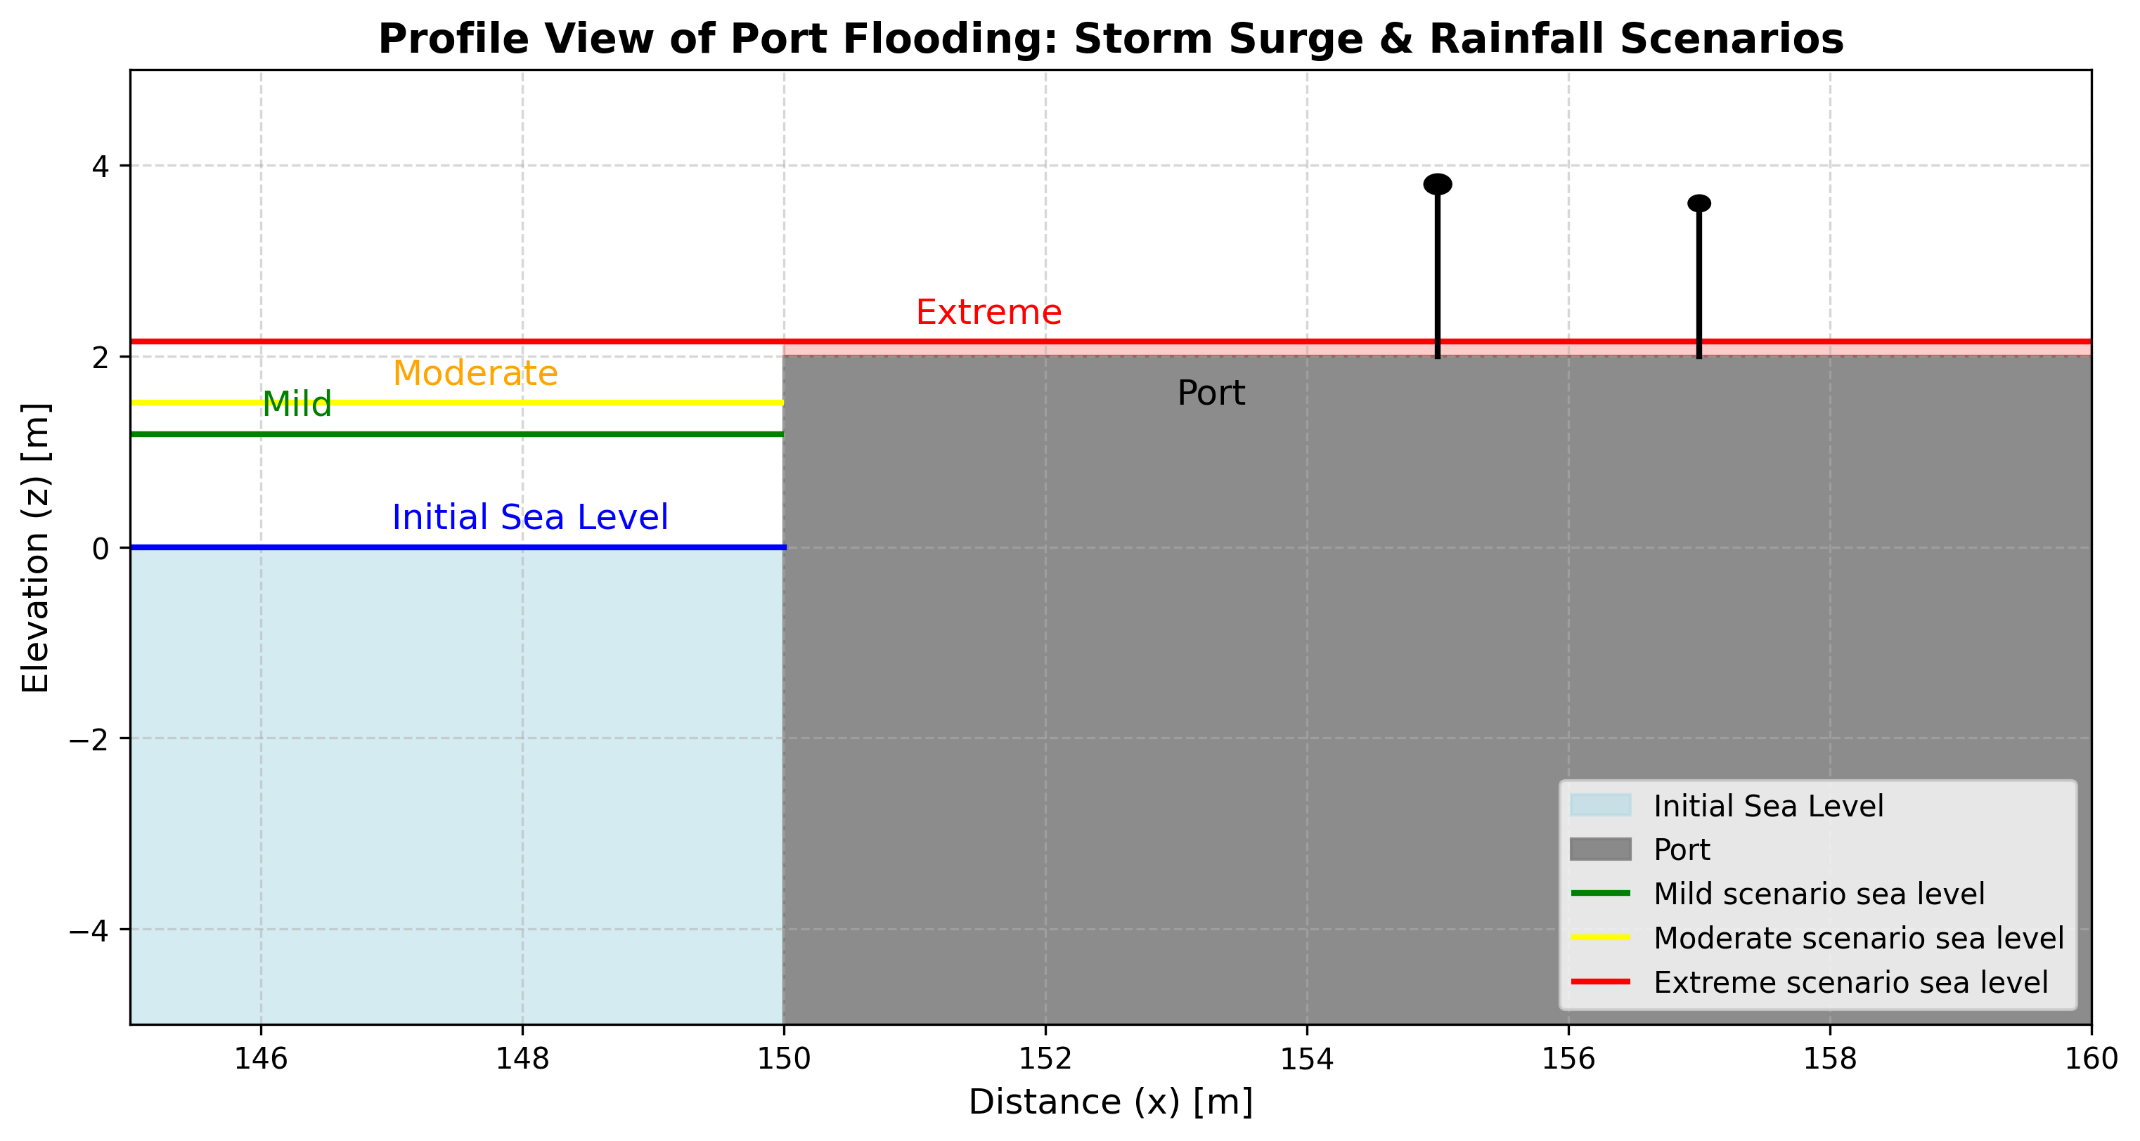 Profile View of Port Flooding: Storm Surge & Rainfall Scenarios
Elevation (z) [m]
4
2
0
−2
−4
Extreme
Moderate
Mild
Port
Initial Sea Level
Initial Sea Level
Port
Mild scenario sea level
Moderate scenario sea level
Extreme scenario sea level
146 148 150 152 154 156 158 160
Distance (x) [m]